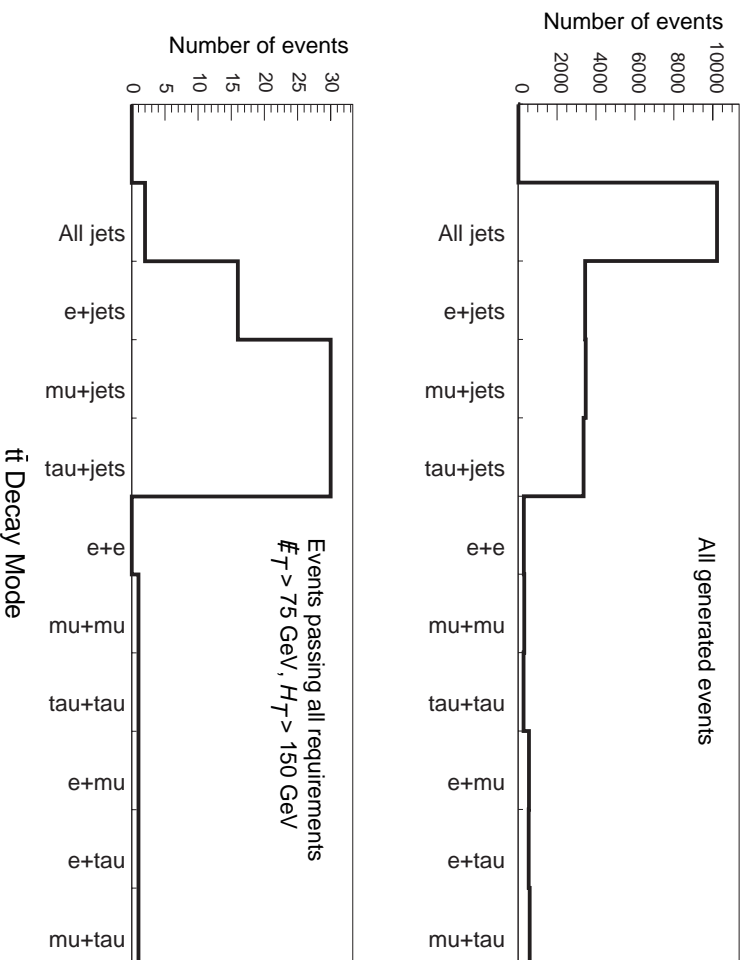 Number of events
0
2000
4000
6000
8000
10000
All jets
e+jets
mu+jets
tau+jets
e+e
mu+mu
tau+tau
e+mu
e+tau
mu+tau
All generated events
Number of events
0
5
10
15
20
25
30
All jets
e+jets
mu+jets
tau+jets
e+e
mu+mu
tau+tau
e+mu
e+tau
mu+tau
Events passing all requirements
E̸T > 75 GeV, HT > 150 GeV
tt̄ Decay Mode